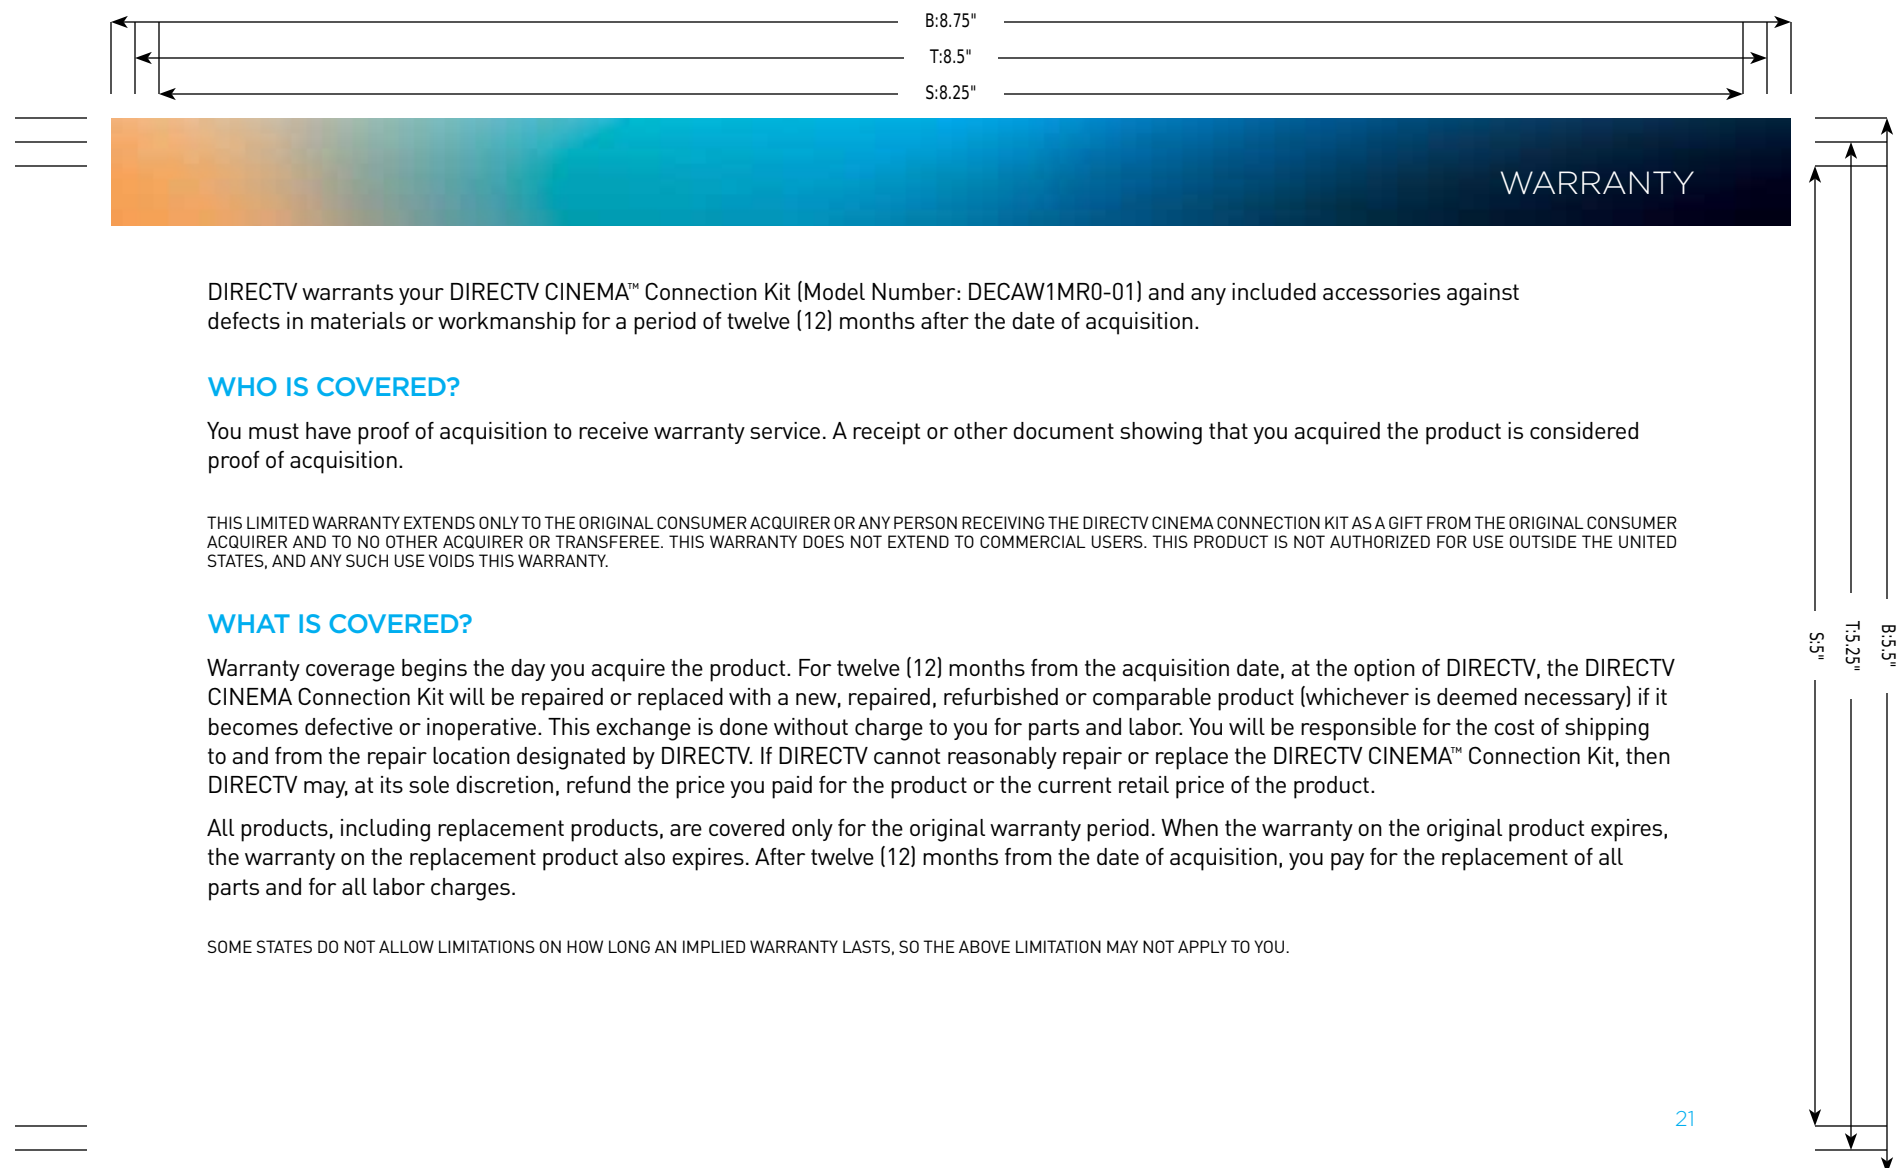 B:8.75"
T:8.5"
S:8.25"
WARRANTY
DIRECTV warrants your DIRECTV CINEMA™ Connection Kit (Model Number: DECAW1MR0-01) and any included accessories against
defects in materials or workmanship for a period of twelve (12) months after the date of acquisition.
WHO IS COVERED?
You must have proof of acquisition to receive warranty service. A receipt or other document showing that you acquired the product is considered
proof of acquisition.
THIS LIMITED WARRANTY EXTENDS ONLY TO THE ORIGINAL CONSUMER ACQUIRER OR ANY PERSON RECEIVING THE DIRECTV CINEMA CONNECTION KIT AS A GIFT FROM THE ORIGINAL CONSUMER
ACQUIRER AND TO NO OTHER ACQUIRER OR TRANSFEREE. THIS WARRANTY DOES NOT EXTEND TO COMMERCIAL USERS. THIS PRODUCT IS NOT AUTHORIZED FOR USE OUTSIDE THE UNITED
STATES, AND ANY SUCH USE VOIDS THIS WARRANTY.
WHAT IS COVERED?
Warranty coverage begins the day you acquire the product. For twelve (12) months from the acquisition date, at the option of DIRECTV, the DIRECTV
CINEMA Connection Kit will be repaired or replaced with a new, repaired, refurbished or comparable product (whichever is deemed necessary) if it
becomes defective or inoperative. This exchange is done without charge to you for parts and labor. You will be responsible for the cost of shipping
to and from the repair location designated by DIRECTV. If DIRECTV cannot reasonably repair or replace the DIRECTV CINEMA™ Connection Kit, then
DIRECTV may, at its sole discretion, refund the price you paid for the product or the current retail price of the product.
All products, including replacement products, are covered only for the original warranty period. When the warranty on the original product expires,
the warranty on the replacement product also expires. After twelve (12) months from the date of acquisition, you pay for the replacement of all
parts and for all labor charges.
SOME STATES DO NOT ALLOW LIMITATIONS ON HOW LONG AN IMPLIED WARRANTY LASTS, SO THE ABOVE LIMITATION MAY NOT APPLY TO YOU.
S:5"
T:5.25"
B:5.5"
21